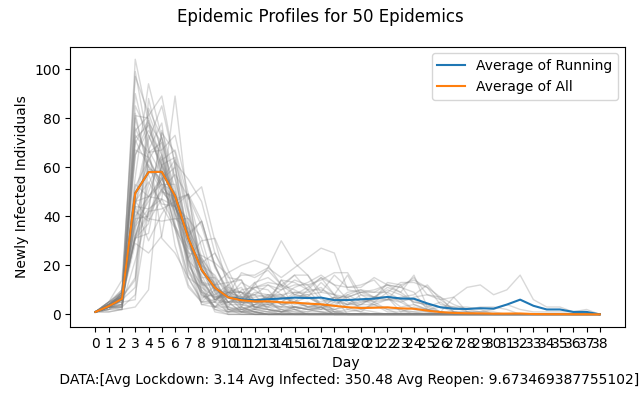 Epidemic Profiles for 50 Epidemics
Newly Infected Individuals
100
80
60
40
20
0
Average of Running
Average of All
0 1 2 3 4 5 6 7 8 9 10 11 12 13 14 15 16 17 18 19 20 21 22 23 24 25 26 27 28 29 30 31 32 33 34 35 36 37 38
Day
DATA:[Avg Lockdown: 3.14 Avg Infected: 350.48 Avg Reopen: 9.673469387755102]